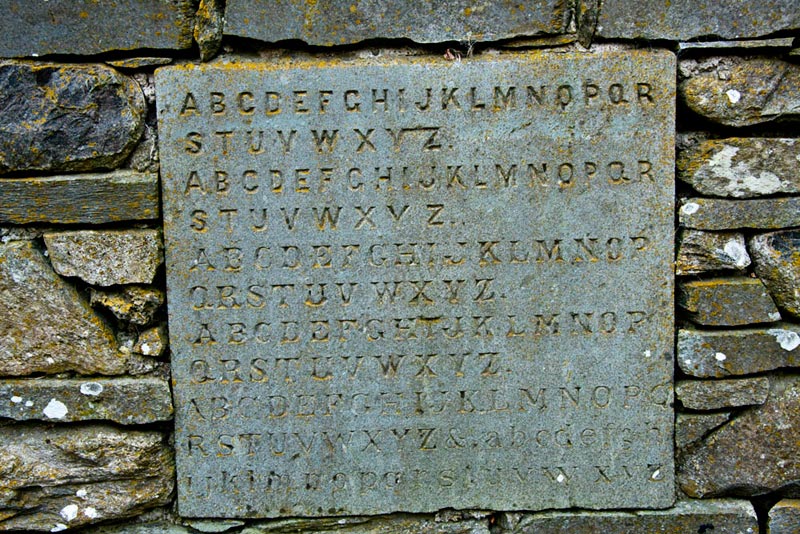 ABCDEFGHIJKLMNOPQR
STUVWXYZ.
ABCDEFGHIJKLMNOPQR
STUVWXYZ.
ABCDEFGHIJKLMNOP
QRSTUVWXYZ.
ABCDEFGHIJKLMNOP
QRSTUVWXYZ.
ABCDEFGHIJKLMNOPQ
RSTUVWXYZ&.abcdefgh
ijklmnopqrstuvwxyz